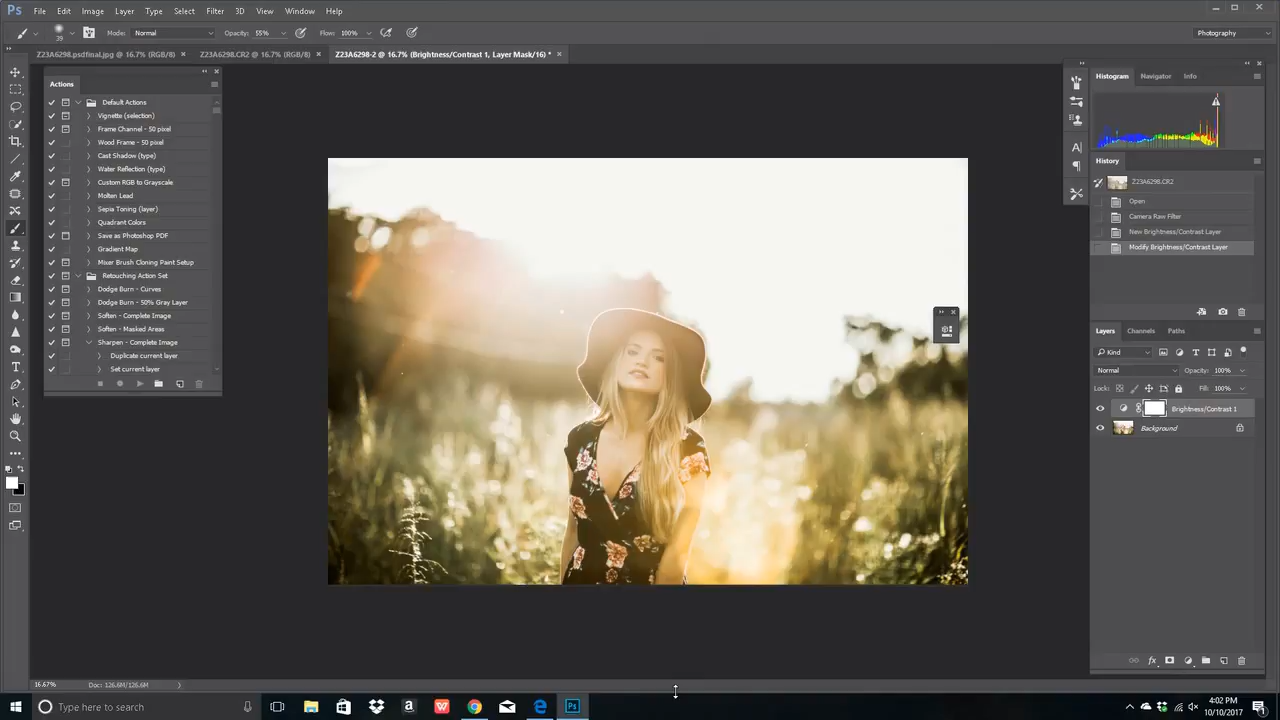 Ps File Edit Image Layer Type Select Filter 3D View Window Help
39 Mode: Normal Opacity: 55% Flow: 100% Photography
Z23A6298.psdfinal.jpg @ 16.7% (RGB/8) × Z23A6298.CR2 @ 16.7% (RGB/8) × Z23A6298-2 @ 16.7% (Brightness/Contrast 1, Layer Mask/16) * ×
Actions
Default Actions
Vignette (selection)
Frame Channel - 50 pixel
Wood Frame - 50 pixel
Cast Shadow (type)
Water Reflection (type)
Custom RGB to Grayscale
Molten Lead
Sepia Toning (layer)
Quadrant Colors
Save as Photoshop PDF
Gradient Map
Mixer Brush Cloning Paint Setup
Retouching Action Set
Dodge Burn - Curves
Dodge Burn - 50% Gray Layer
Soften - Complete Image
Soften - Masked Areas
Sharpen - Complete Image
Duplicate current layer
Set current layer
Histogram Navigator Info
History
Z23A6298.CR2
Open
Camera Raw Filter
New Brightness/Contrast Layer
Modify Brightness/Contrast Layer
Layers Channels Paths
Kind
Normal Opacity: 100%
Lock: Fill: 100%
Brightness/Contrast 1
Background
fx
16.67% Doc: 126.6M/126.6M
Type here to search
4:02 PM
10/10/2017